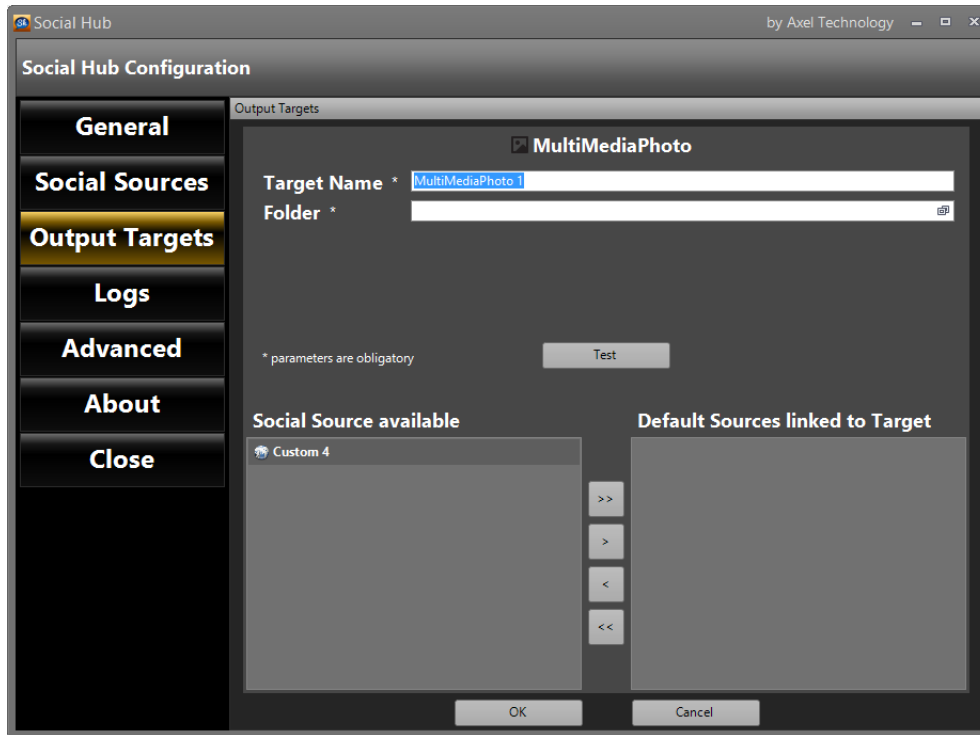 Social Hub
by Axel Technology
Social Hub Configuration
General
Social Sources
Output Targets
Logs
Advanced
About
Close
Output Targets
MultiMediaPhoto
Target Name *
MultiMediaPhoto 1
Folder *
* parameters are obligatory
Test
Social Source available
Default Sources linked to Target
Custom 4
>>
>
<
<<
OK
Cancel